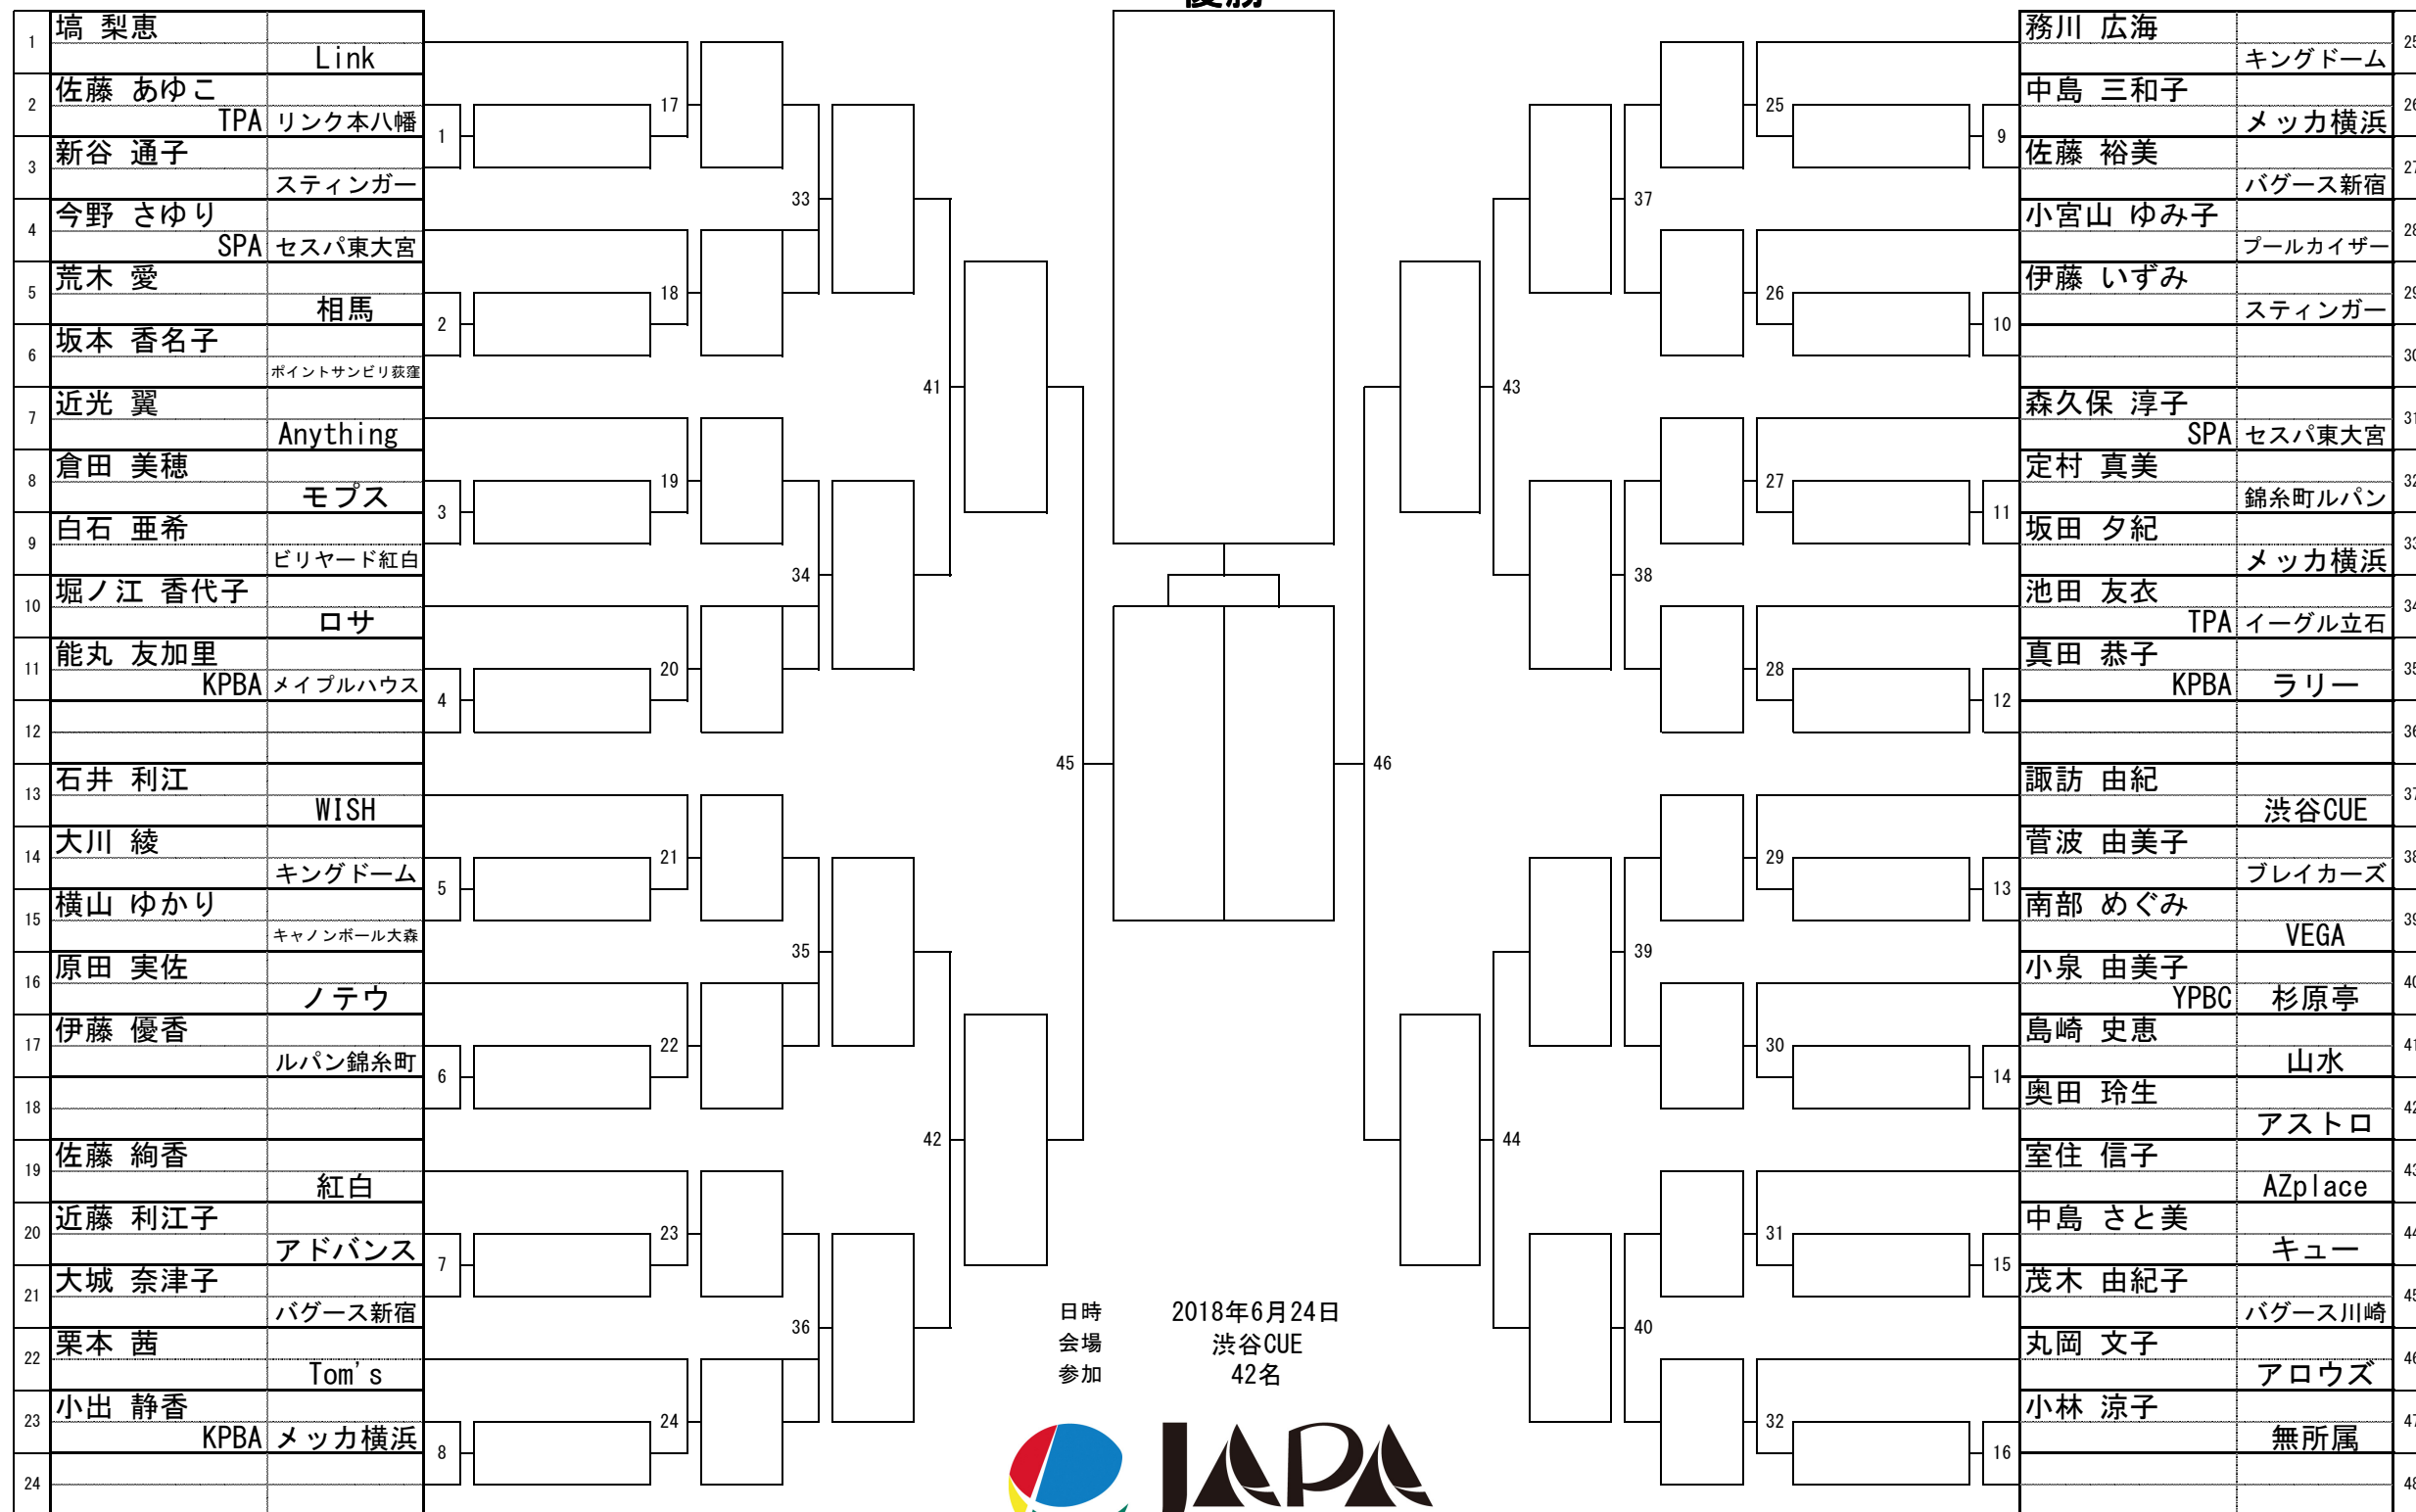 優勝
1 塙 梨恵
Link
2 佐藤 あゆこ
TPA リンク本八幡
3 新谷 通子
スティンガー
4 今野 さゆり
SPA セスパ東大宮
5 荒木 愛
相馬
6 坂本 香名子
ポイントサンビリ荻窪
7 近光 翼
Anything
8 倉田 美穂
モプス
9 白石 亜希
ビリヤード紅白
10 堀ノ江 香代子
ロサ
11 能丸 友加里
KPBA メイプルハウス
12
13 石井 利江
WISH
14 大川 綾
キングドーム
15 横山 ゆかり
キャノンボール大森
16 原田 実佐
ノテウ
17 伊藤 優香
ルパン錦糸町
18
19 佐藤 絢香
紅白
20 近藤 利江子
アドバンス
21 大城 奈津子
バグース新宿
22 栗本 茜
Tom's
23 小出 静香
KPBA メッカ横浜
24
1
2
3
4
5
6
7
8
17
18
19
20
21
22
23
24
33
34
35
36
41
42
45
46
43
44
37
38
39
40
25
26
27
28
29
30
31
32
9
10
11
12
13
14
15
16
務川 広海 25
キングドーム
中島 三和子 26
メッカ横浜
佐藤 裕美 27
バグース新宿
小宮山 ゆみ子 28
プールカイザー
伊藤 いずみ 29
スティンガー
30
森久保 淳子 31
SPA セスパ東大宮
定村 真美 32
錦糸町ルパン
坂田 夕紀 33
メッカ横浜
池田 友衣 34
TPA イーグル立石
真田 恭子 35
KPBA ラリー
36
諏訪 由紀 37
渋谷CUE
菅波 由美子 38
ブレイカーズ
南部 めぐみ 39
VEGA
小泉 由美子 40
YPBC 杉原亭
島崎 史恵 41
山水
奥田 玲生 42
アストロ
室住 信子 43
AZplace
中島 さと美 44
キュー
茂木 由紀子 45
バグース川崎
丸岡 文子 46
アロウズ
小林 涼子 47
無所属
48
日時 2018年6月24日
会場 渋谷CUE
参加 42名
JAPA